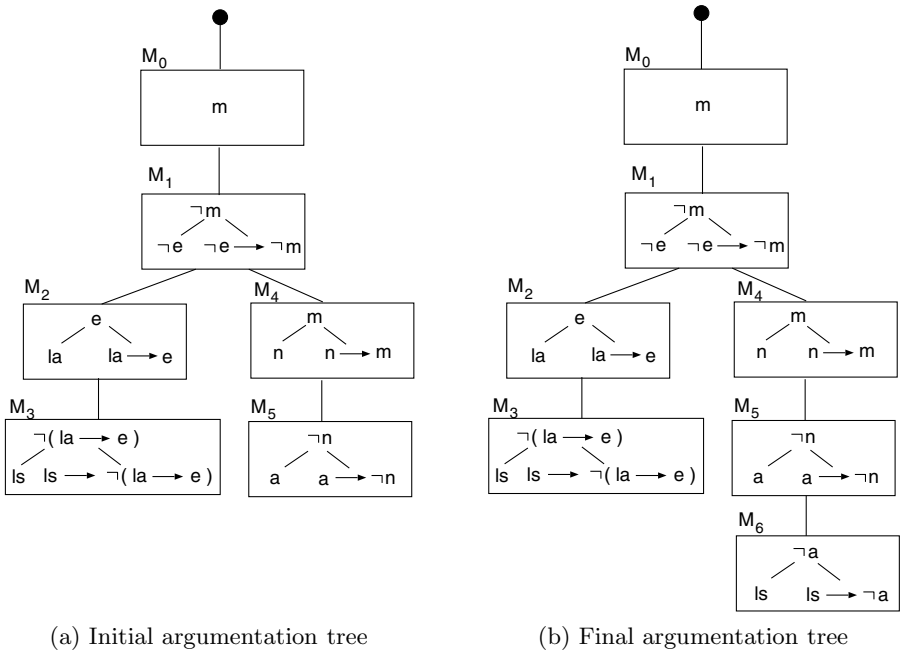 M0
m
M1
¬m
¬e ¬e → ¬m
M2
e
la la → e
M4
m
n n → m
M3
¬( la → e )
ls ls → ¬( la → e )
M5
¬n
a a → ¬n
(a) Initial argumentation tree
M0
m
M1
¬m
¬e ¬e → ¬m
M2
e
la la → e
M4
m
n n → m
M3
¬( la → e )
ls ls → ¬( la → e )
M5
¬n
a a → ¬n
M6
¬a
ls ls → ¬a
(b) Final argumentation tree